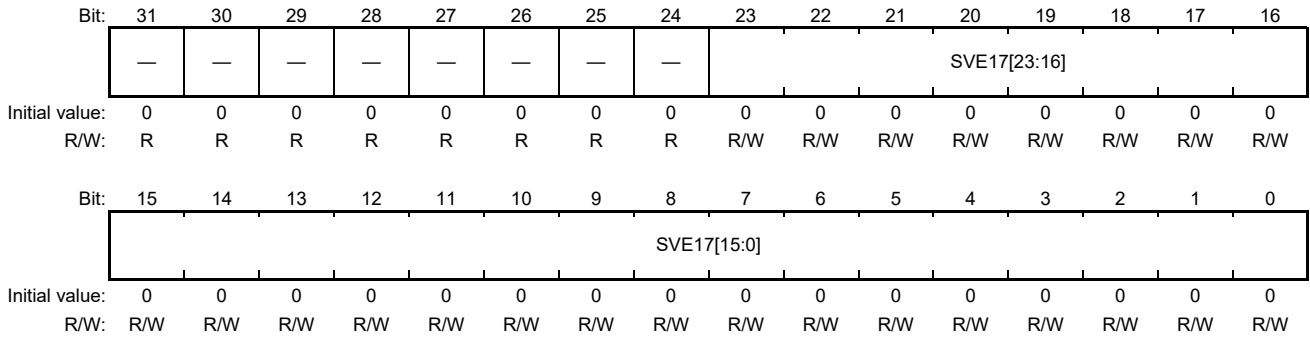 Bit: 31 30 29 28 27 26 25 24 23 22 21 20 19 18 17 16
— — — — — — — — SVE17[23:16]
Initial value: 0 0 0 0 0 0 0 0 0 0 0 0 0 0 0 0
R/W: R R R R R R R R R/W R/W R/W R/W R/W R/W R/W R/W
Bit: 15 14 13 12 11 10 9 8 7 6 5 4 3 2 1 0
SVE17[15:0]
Initial value: 0 0 0 0 0 0 0 0 0 0 0 0 0 0 0 0
R/W: R/W R/W R/W R/W R/W R/W R/W R/W R/W R/W R/W R/W R/W R/W R/W R/W